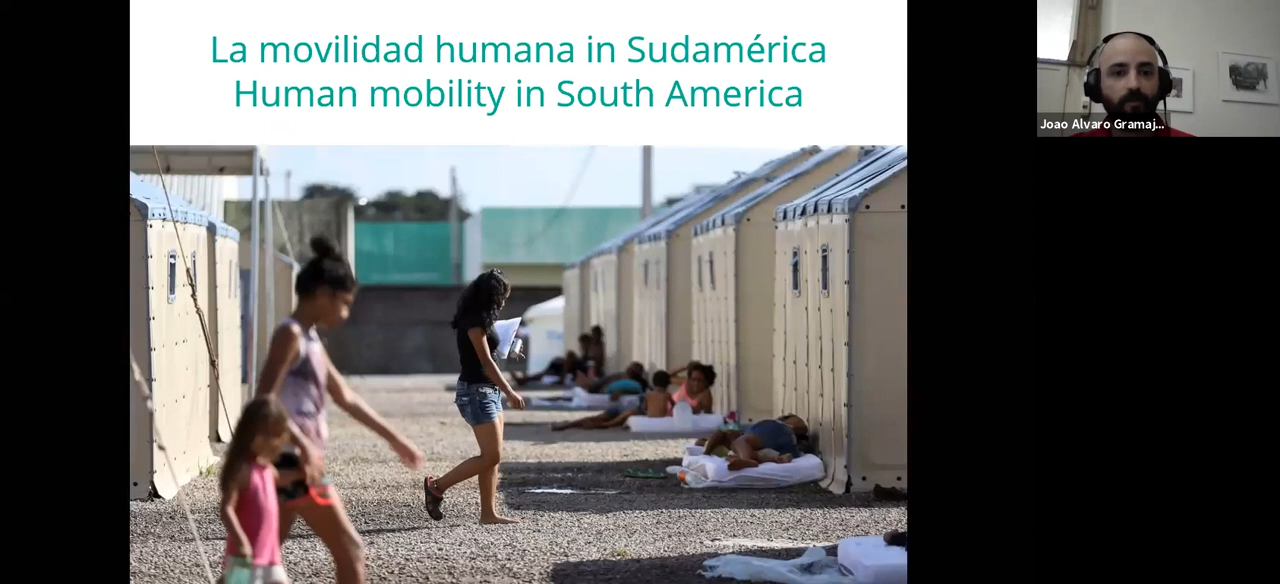 La movilidad humana in Sudamérica
Human mobility in South America
Joao Alvaro Gramaj...